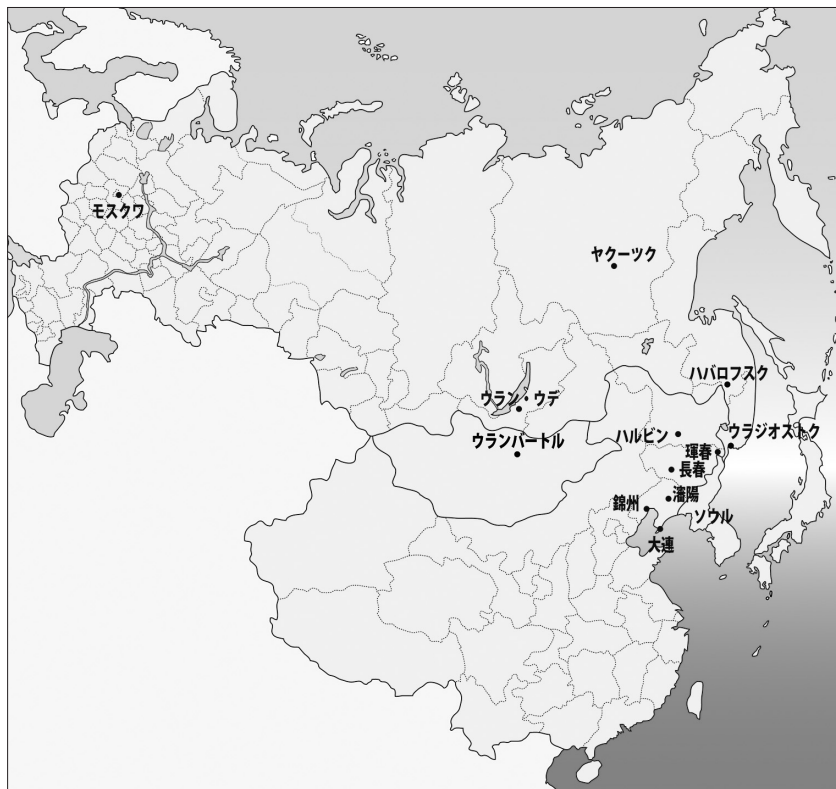 モスクワ
ヤクーツク
ハバロフスク
ウラン・ウデ
ハルビン
ウラジオストク
ウランバートル
琿春
長春
瀋陽
錦州
ソウル
大連